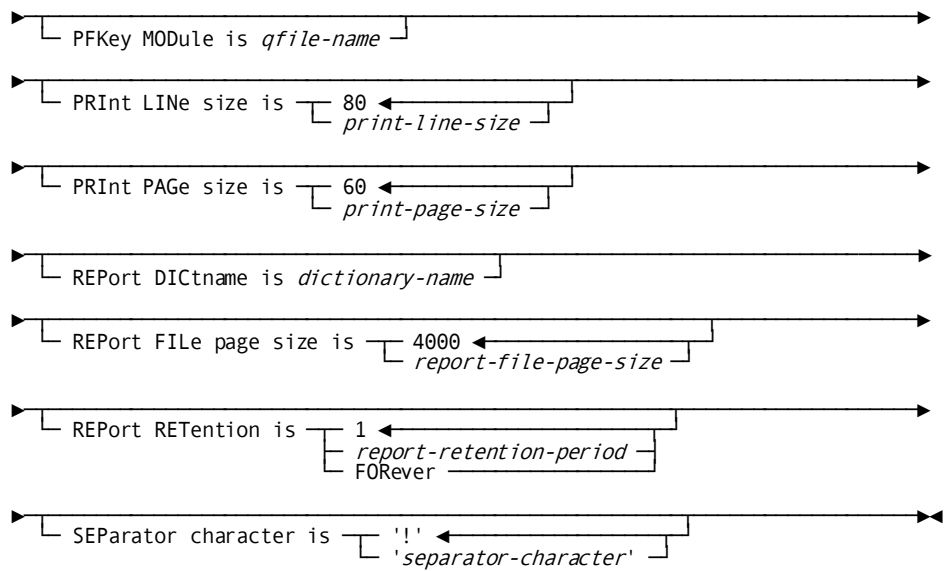 PFKey MODule is qfile-name
PRInt LINe size is 80
print-line-size
PRInt PAGe size is 60
print-page-size
REPort DICtname is dictionary-name
REPort FILe page size is 4000
report-file-page-size
REPort RETention is 1
report-retention-period
FORever
SEParator character is '!'
'separator-character'